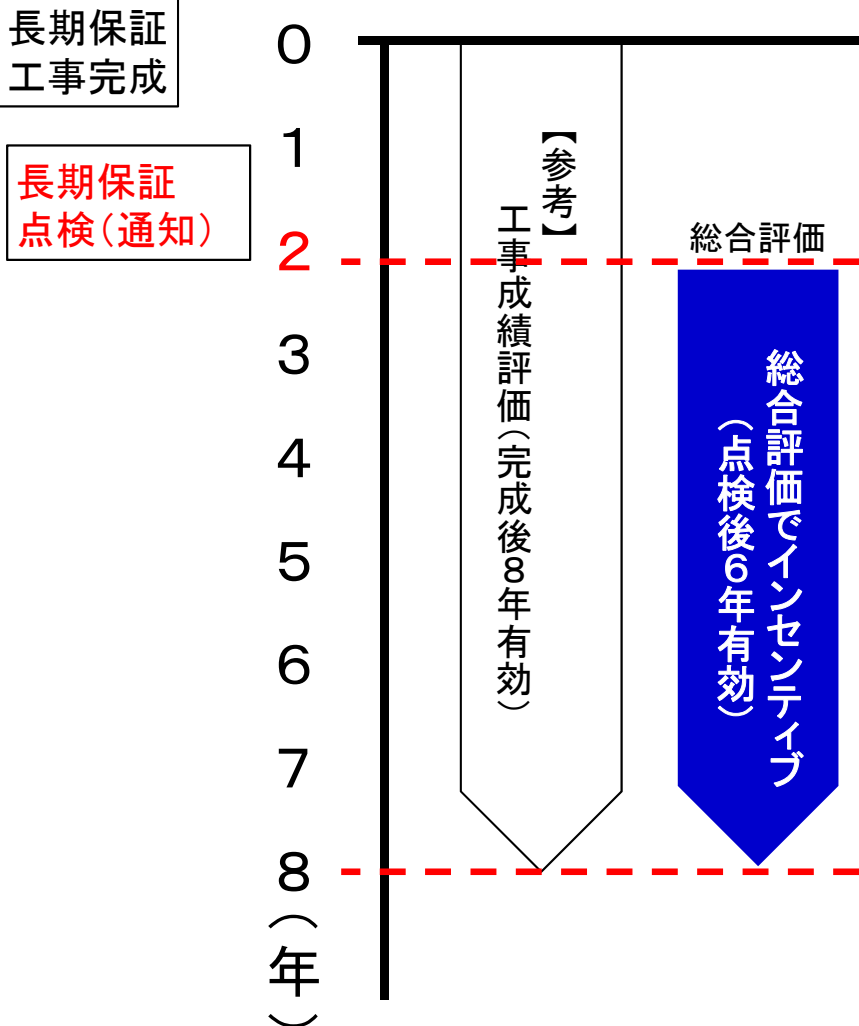 長期保証
工事完成
長期保証
点検(通知)
0
1
2
3
4
5
6
7
8
(年)
【参考】
工事成績評価(完成後8年有効)
総合評価
総合評価でインセンティブ
(点検後6年有効)